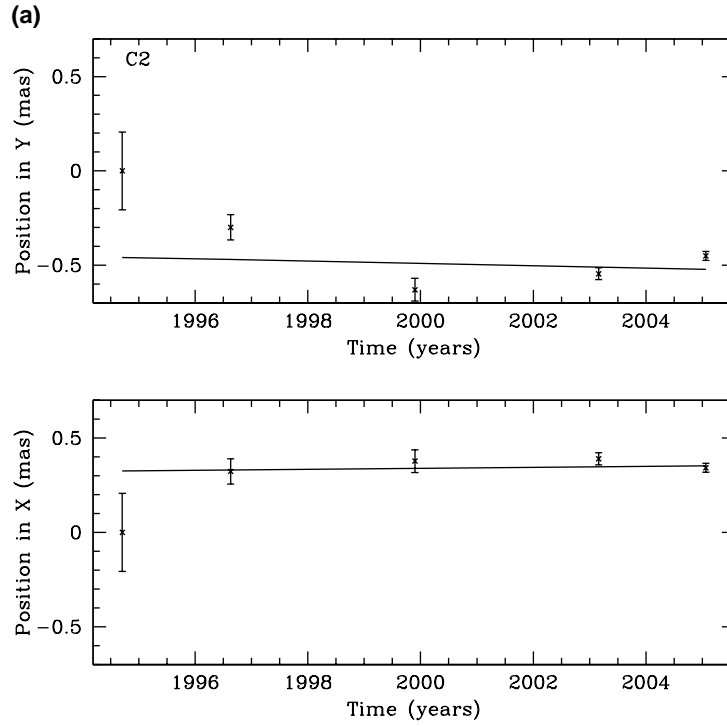 (a)
C2
Position in Y (mas)
0.5
0
−0.5
1996 1998 2000 2002 2004
Time (years)
Position in X (mas)
0.5
0
−0.5
1996 1998 2000 2002 2004
Time (years)